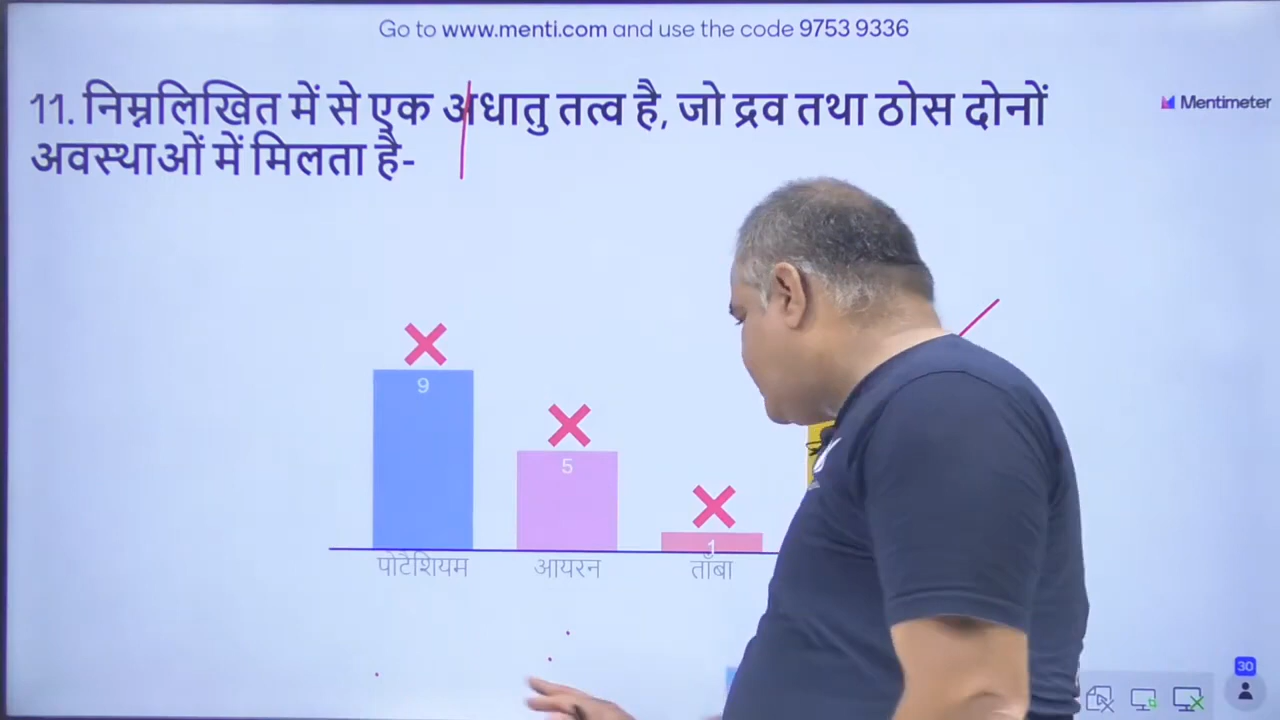 Go to www.menti.com and use the code 9753 9336
11. निम्नलिखित में से एक अधातु तत्व है, जो द्रव तथा ठोस दोनों
अवस्थाओं में मिलता है-
Mentimeter
9
5
1
पोटैशियम
आयरन
ताँबा
30